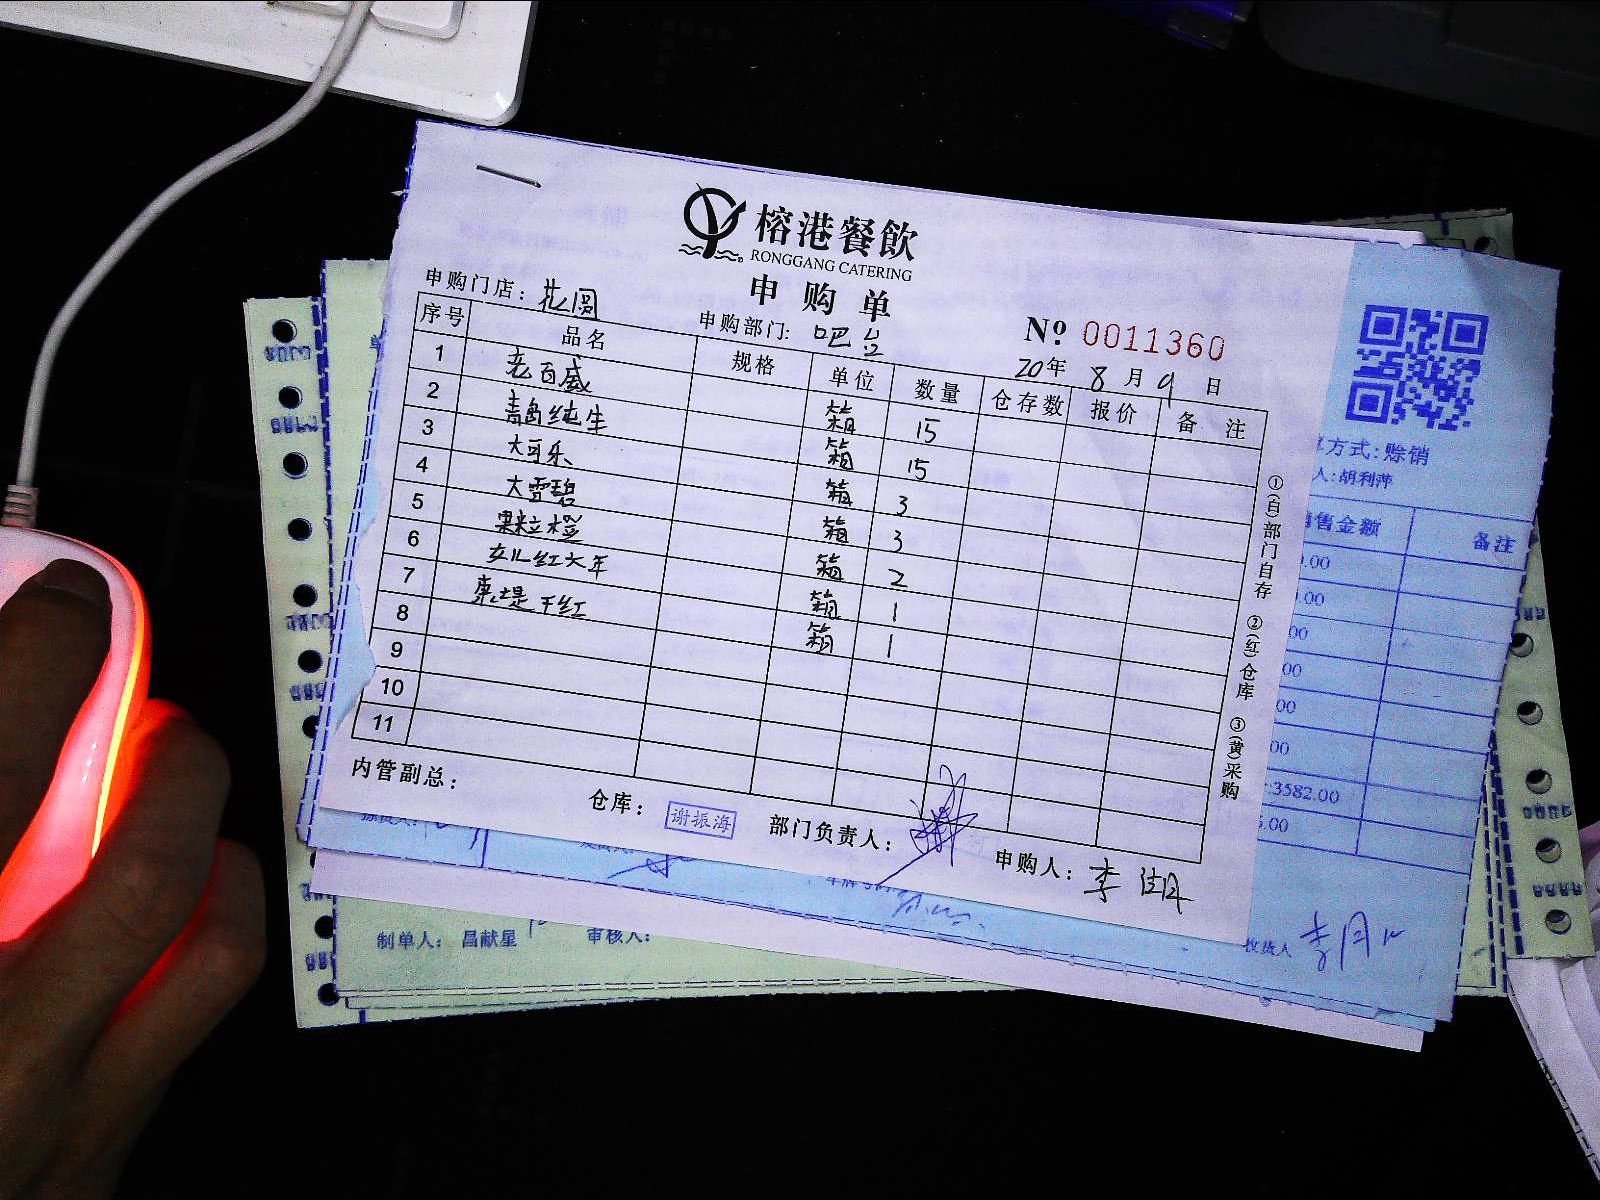 榕港餐飲
RONGGANG CATERING
申购单
申购门店: 花阁
申购部门: 吧台
№ 0011360
20年 8月 9日
序号 品名 规格 单位 数量 仓存数 报价 备注
1 老百威 箱 15
2 青岛纯生 箱 15
3 大可乐 箱 3
4 大雪碧 箱 3
5 果粒橙 箱 2
6 女儿红六年 箱 1
7 干红 箱 1
8
9
10
11
①(白)部门自存 ②(红)仓库 ③(黄)采购
内管副总:
仓库: 谢振海
部门负责人:
申购人: 李
方式:赊销
人:胡利萍
售金额 备注
:3582.00
制单人: 昌献星
审核人:
收货人